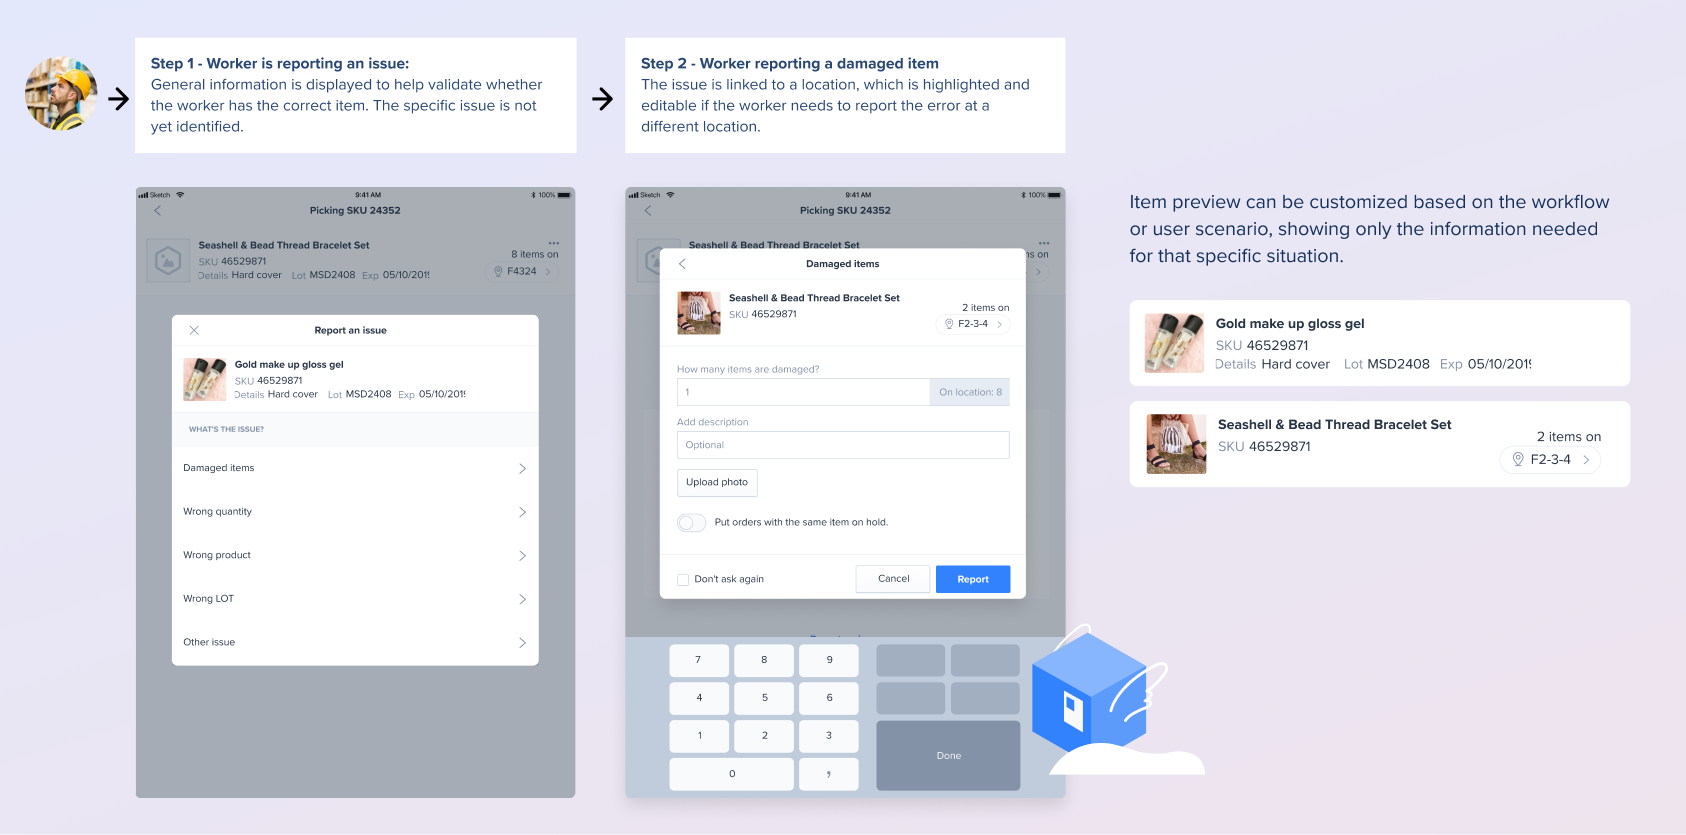 Step 1 - Worker is reporting an issue:
General information is displayed to help validate whether
the worker has the correct item. The specific issue is not
yet identified.
Step 2 - Worker reporting a damaged item
The issue is linked to a location, which is highlighted and
editable if the worker needs to report the error at a
different location.
Sketch 9:41 AM 100%
Picking SKU 24352
Seashell & Bead Thread Bracelet Set
SKU 46529871
Details Hard cover Lot MSD2408 Exp 05/10/2019
8 items on
F4324
Report an issue
Gold make up gloss gel
SKU 46529871
Details Hard cover Lot MSD2408 Exp 05/10/2019
WHAT'S THE ISSUE?
Damaged items
Wrong quantity
Wrong product
Wrong LOT
Other issue
Sketch 9:41 AM 100%
Picking SKU 24352
Seashell & Bead Thread Bracelet Set
ns on
Damaged items
Seashell & Bead Thread Bracelet Set
SKU 46529871
2 items on
F2-3-4
How many items are damaged?
1 On location: 8
Add description
Optional
Upload photo
Put orders with the same item on hold.
Don't ask again Cancel Report
7 8 9
4 5 6
1 2 3
0 ,
Done
Item preview can be customized based on the workflow
or user scenario, showing only the information needed
for that specific situation.
Gold make up gloss gel
SKU 46529871
Details Hard cover Lot MSD2408 Exp 05/10/2019
Seashell & Bead Thread Bracelet Set
SKU 46529871
2 items on
F2-3-4